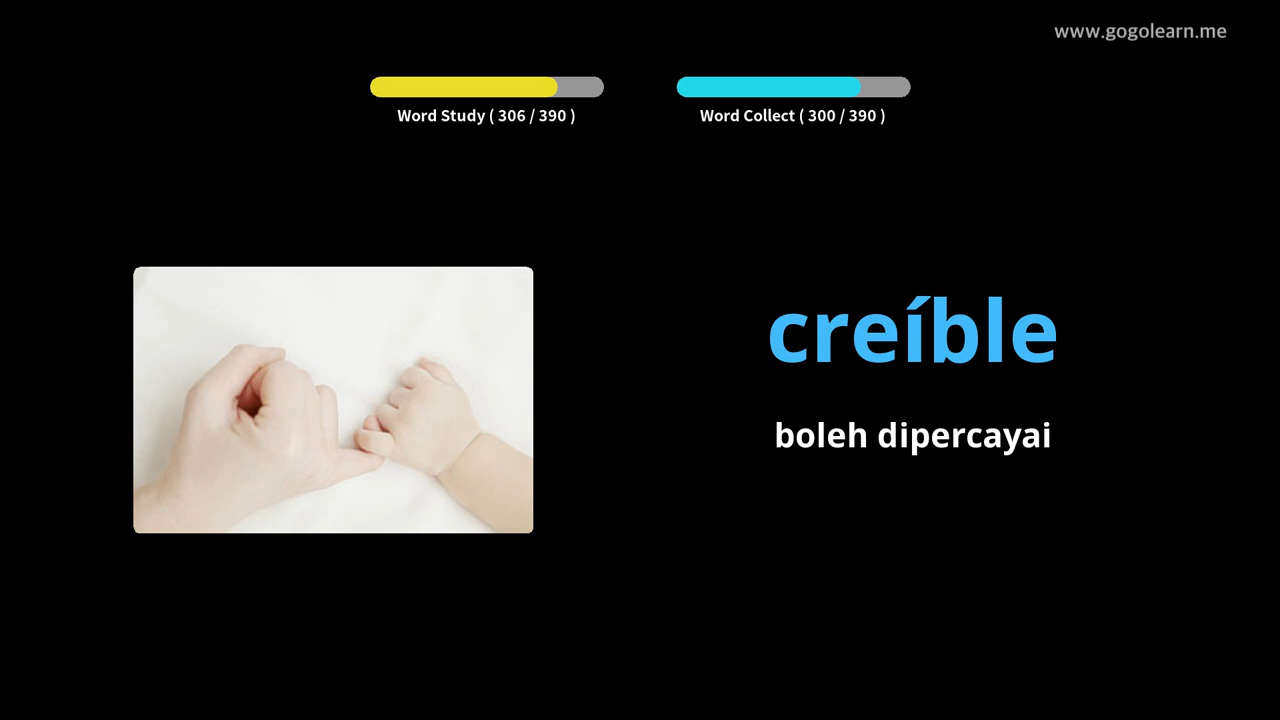 www.gogolearn.me
Word Study ( 306 / 390 )
Word Collect ( 300 / 390 )
creíble
boleh dipercayai